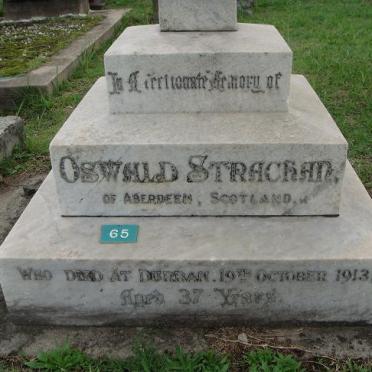 In Affectionate Memory of
OSWALD STRACHAN,
OF ABERDEEN, SCOTLAND,
65
WHO DIED AT DURBAN. 19TH OCTOBER 1913,
Aged 37 Years.